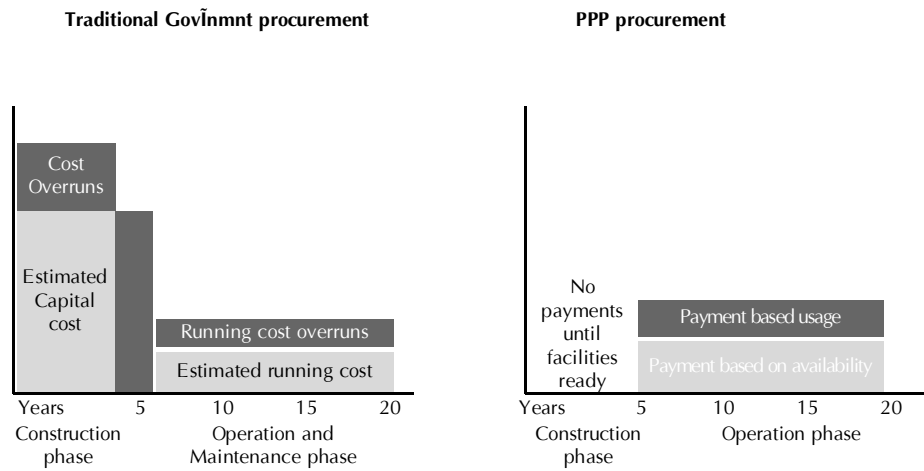 Traditional GovĨnmnt procurement
Cost
Overruns
Estimated
Capital
cost
Running cost overruns
Estimated running cost
Years 5 10 15 20
Construction
phase
Operation and
Maintenance phase
PPP procurement
No
payments
until
facilities
ready
Payment based usage
Payment based on availability
Years 5 10 15 20
Construction
phase
Operation phase